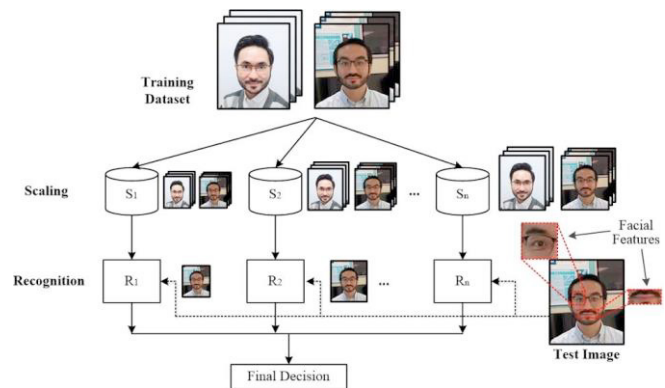 Training
Dataset
Scaling
S1
S2
...
Sn
Facial
Features
Recognition
R1
R2
...
Rn
Test Image
Final Decision